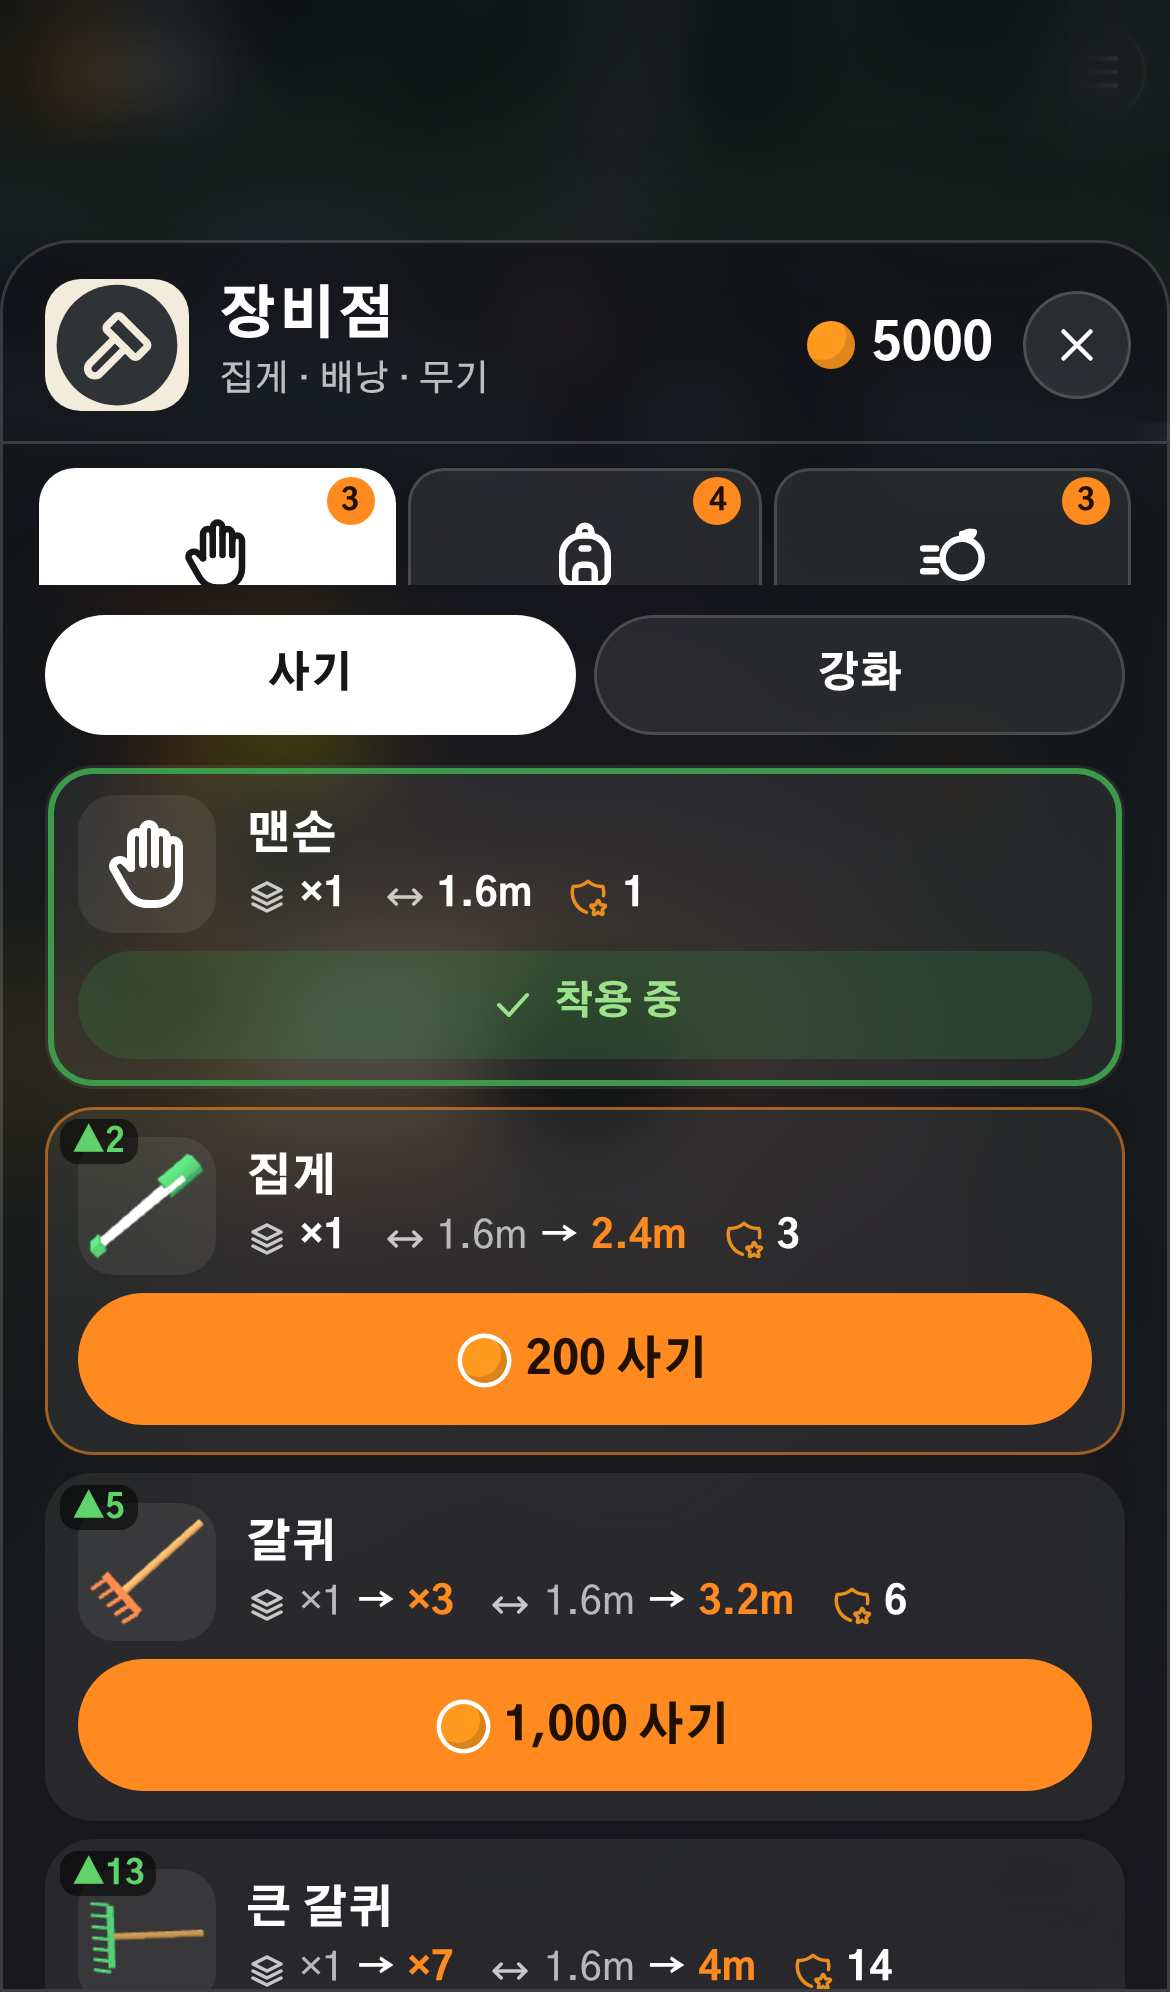 장비점
집게 · 배낭 · 무기
5000
3
4
3
사기
강화
맨손
×1 ↔ 1.6m 1
✓ 착용 중
▲2
집게
×1 ↔ 1.6m → 2.4m 3
200 사기
▲5
갈퀴
×1 → ×3 ↔ 1.6m → 3.2m 6
1,000 사기
▲13
큰 갈퀴
×1 → ×7 ↔ 1.6m → 4m 14